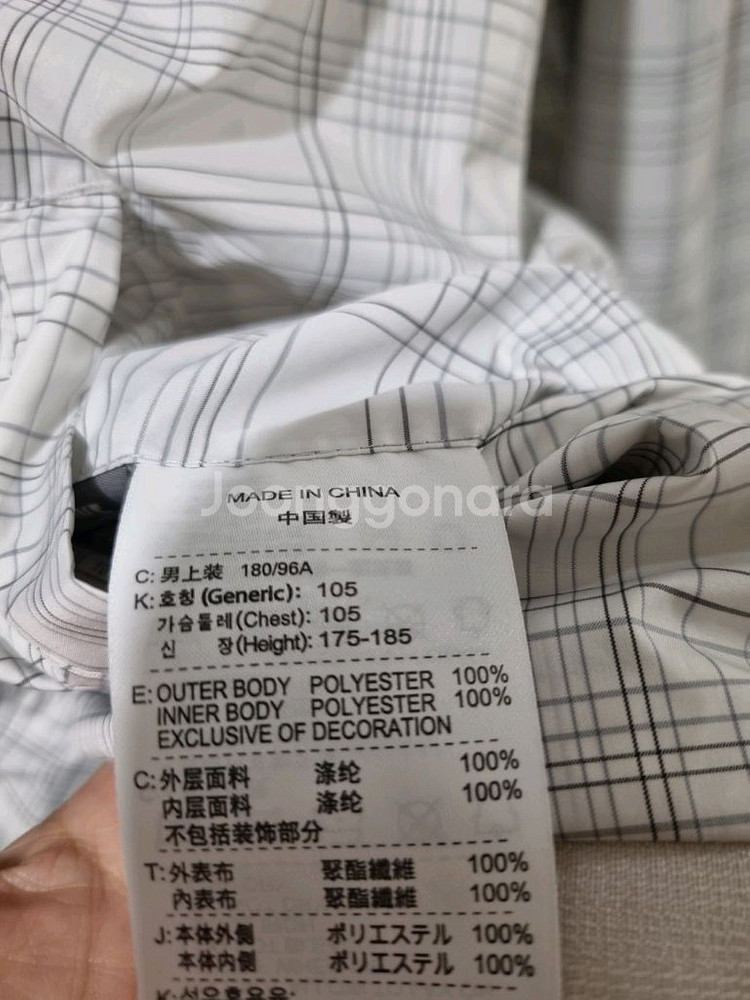 Joonggonara
MADE IN CHINA
中国製
C: 男上装 180/96A
K: 호칭 (Generic): 105
가슴둘레(Chest): 105
신 장(Height): 175-185
E: OUTER BODY POLYESTER 100%
INNER BODY POLYESTER 100%
EXCLUSIVE OF DECORATION
C: 外层面料 涤纶 100%
内层面料 涤纶 100%
不包括装饰部分
T: 外表布 聚酯纖維 100%
內表布 聚酯纖維 100%
J: 本体外側 ポリエステル 100%
本体内側 ポリエステル 100%